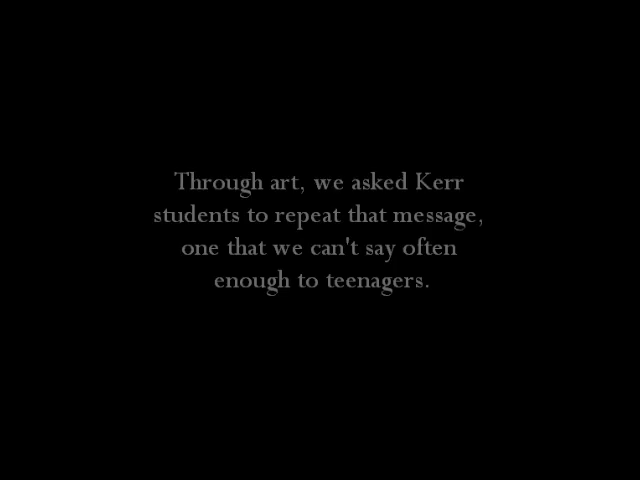 Through art, we asked Kerr
students to repeat that message,
one that we can't say often
enough to teenagers.